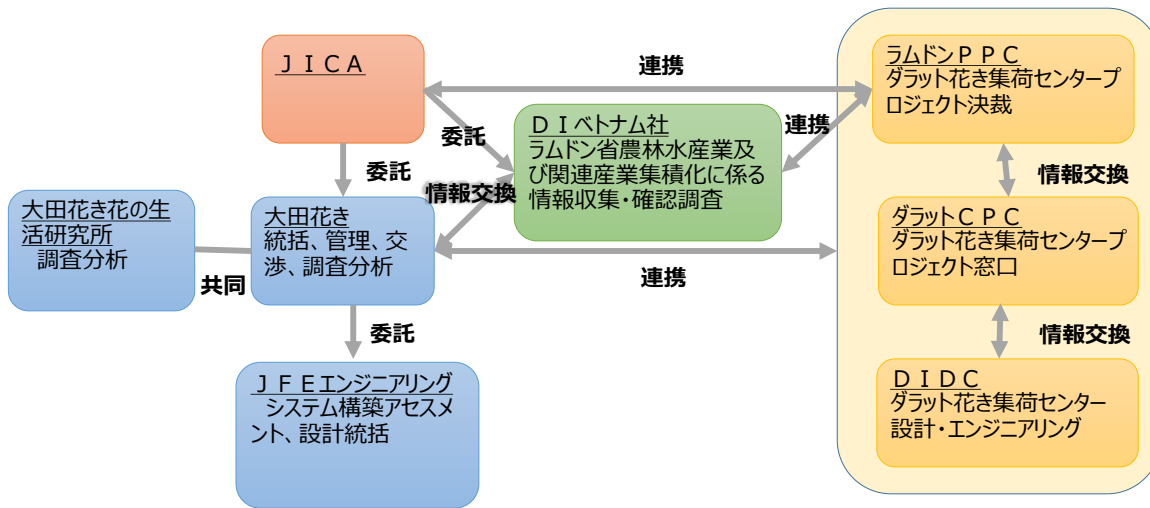 ＪＩＣＡ
連携
ラムドンＰＰＣ
ダラット花き集荷センタープ
ロジェクト決裁
委託
ＤＩベトナム社
ラムドン省農林水産業及
び関連産業集積化に係る
情報収集・確認調査
連携
委託
情報交換
情報交換
大田花き花の生
活研究所
調査分析
共同
大田花き
統括、管理、交
渉、調査分析
連携
ダラットＣＰＣ
ダラット花き集荷センタープ
ロジェクト窓口
委託
情報交換
ＪＦＥエンジニアリング
システム構築アセスメ
ント、設計統括
ＤＩＤＣ
ダラット花き集荷センター
設計・エンジニアリング